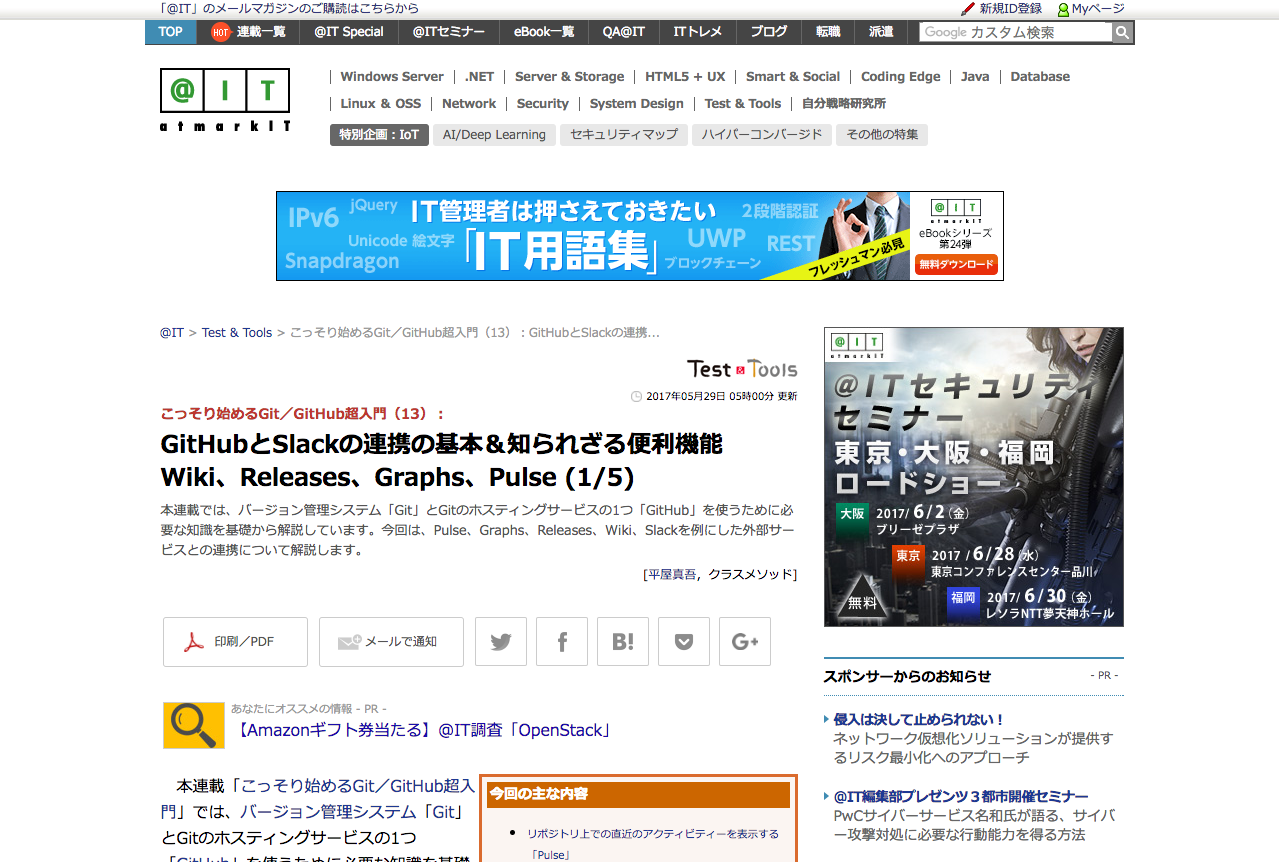 「@IT」のメールマガジンのご購読はこちらから
新規ID登録 Myページ
TOP HOT 連載一覧 @IT Special @ITセミナー eBook一覧 QA@IT ITトレメ ブログ 転職 派遣 Google カスタム検索
@IT
atmarkIT
Windows Server .NET Server & Storage HTML5 + UX Smart & Social Coding Edge Java Database
Linux & OSS Network Security System Design Test & Tools 自分戦略研究所
特別企画：IoT AI/Deep Learning セキュリティマップ ハイパーコンバージド その他の特集
IPv6 jQuery IT管理者は押さえておきたい 2段階認証
Unicode 絵文字 「IT用語集」 UWP REST
Snapdragon ブロックチェーン
フレッシュマン必見
@IT
atmarkIT
eBookシリーズ
第24弾
無料ダウンロード
@IT > Test & Tools > こっそり始めるGit／GitHub超入門（13）：GitHubとSlackの連携...
Test & Tools
2017年05月29日 05時00分 更新
こっそり始めるGit／GitHub超入門（13）：
GitHubとSlackの連携の基本＆知られざる便利機能
Wiki、Releases、Graphs、Pulse (1/5)
本連載では、バージョン管理システム「Git」とGitのホスティングサービスの1つ「GitHub」を使うために必
要な知識を基礎から解説しています。今回は、Pulse、Graphs、Releases、Wiki、Slackを例にした外部サー
ビスとの連携について解説します。
[平屋真吾，クラスメソッド]
印刷／PDF メールで通知 f B! G+
あなたにオススメの情報 - PR -
【Amazonギフト券当たる】@IT調査「OpenStack」
本連載「こっそり始めるGit／GitHub超入
門」では、バージョン管理システム「Git」
とGitのホスティングサービスの1つ
「GitHub」を使うために必要な知識を基礎
今回の主な内容
リポジトリ上での直近のアクティビティーを表示する
「Pulse」
@IT
atmarkIT
@ITセキュリティ
セミナー
東京・大阪・福岡
ロードショー
大阪 2017/ 6/2（金）
ブリーゼプラザ
東京 2017 / 6/28（水）
東京コンファレンスセンター品川
福岡 2017/ 6/30（金）
レソラNTT夢天神ホール
無料
スポンサーからのお知らせ - PR -
侵入は決して止められない！
ネットワーク仮想化ソリューションが提供す
るリスク最小化へのアプローチ
@IT編集部プレゼンツ３都市開催セミナー
PwCサイバーサービス名和氏が語る、サイバ
ー攻撃対処に必要な行動能力を得る方法